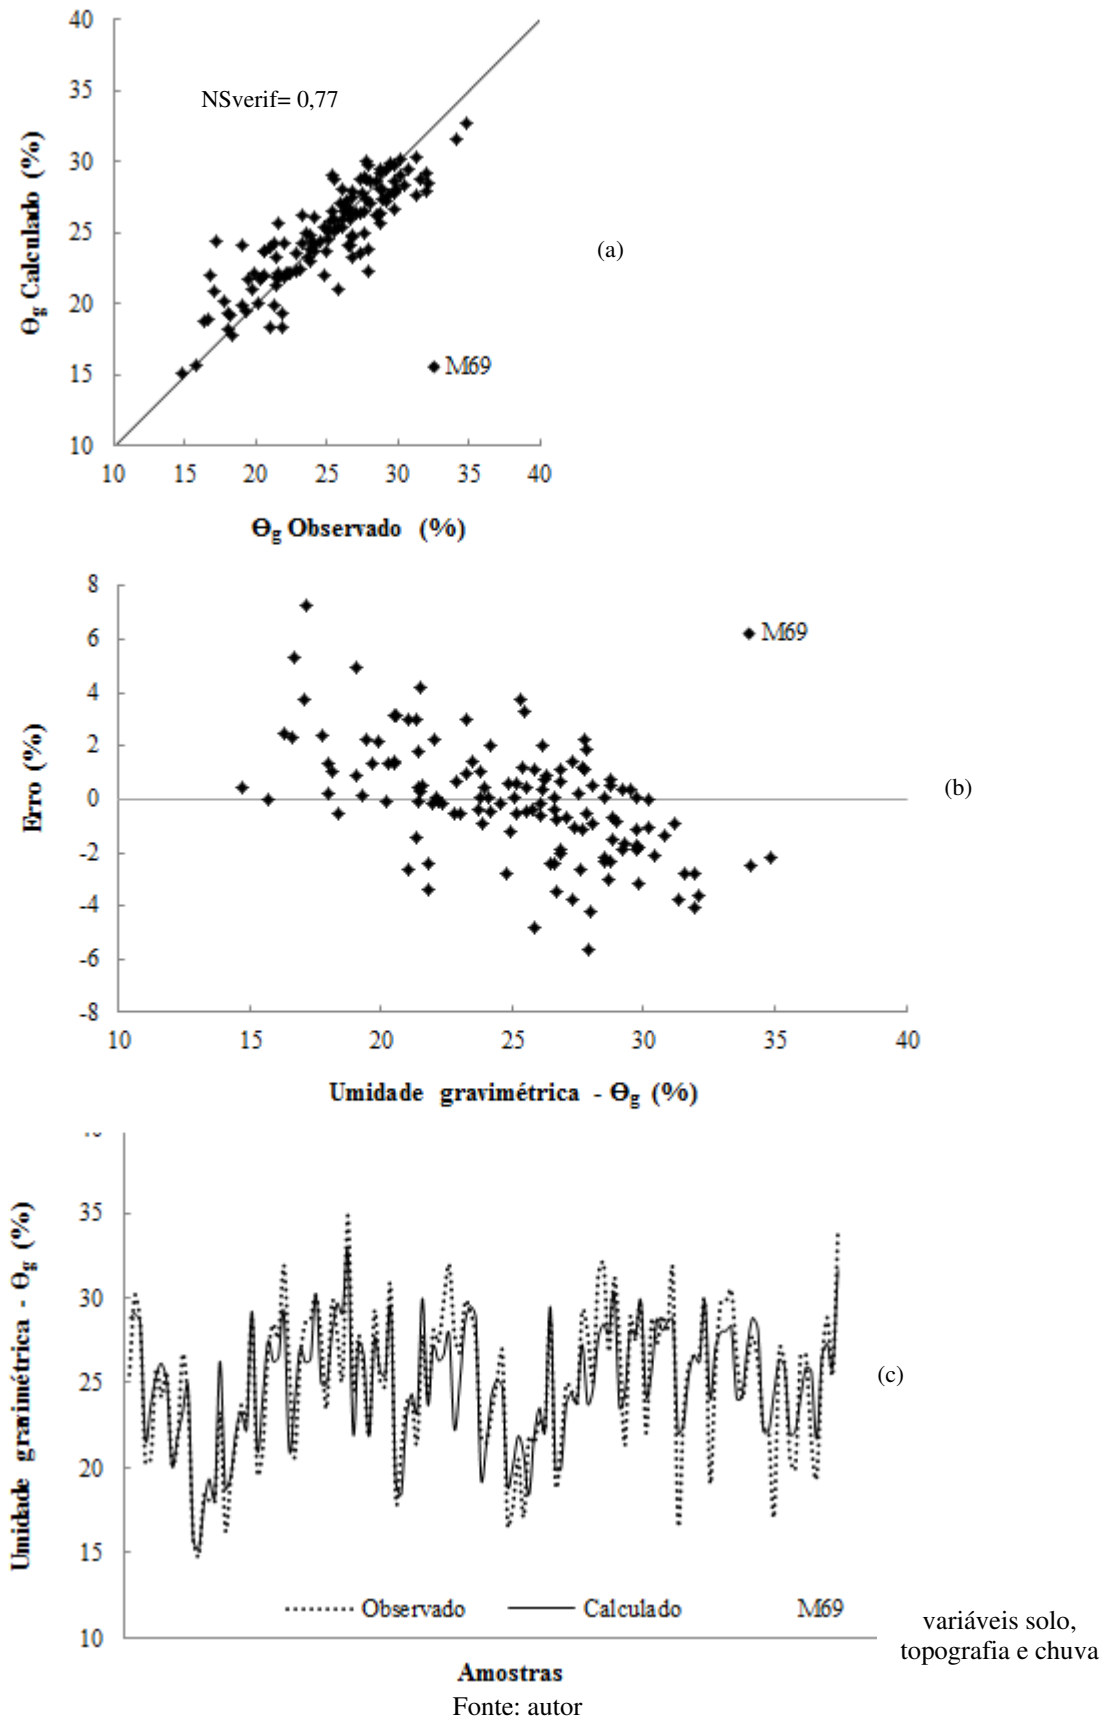 40
35
NSverif= 0,77
30
25
(a)
20
M69
15
10
10 15 20 25 30 35 40
Θg Calculado (%)
Θg Observado (%)
8
6
M69
4
2
0
(b)
-2
-4
-6
-8
10 15 20 25 30 35 40
Erro (%)
Umidade gravimétrica - Θg (%)
40
35
30
25
(c)
20
15
Observado Calculado M69
10
Umidade gravimétrica - Θg (%)
variáveis solo,
topografia e chuva
Amostras
Fonte: autor